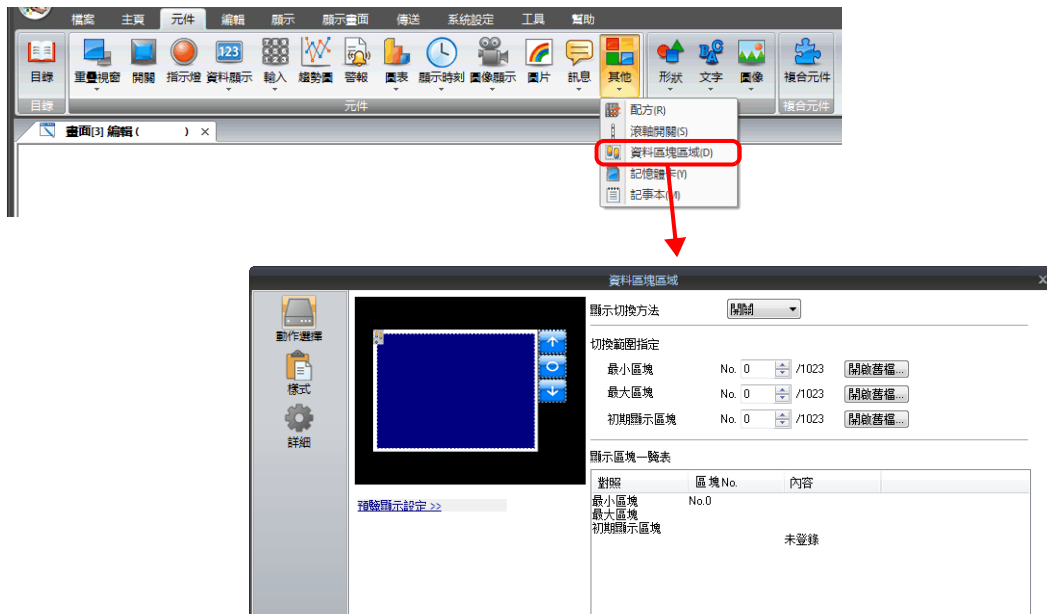 檔案 主頁 元件 編輯 顯示 顯示畫面 傳送 系統設定 工具 幫助
目錄 重疊視窗 開關 指示燈 資料顯示 輸入 趨勢圖 警報 圖表 顯示時刻 圖像顯示 圖片 訊息 其他 形狀 文字 圖像 複合元件
目錄 元件 複合元件
畫面[3] 編輯 ( )
配方(R)
滾軸開關(S)
資料區塊區域(D)
記憶體卡(Y)
記事本(M)
資料區塊區域
動作選擇
樣式
詳細
預驗顯示設定 >>
顯示切換方法 開關
切換範圍指定
最小區塊 No. 0 /1023 開啟舊檔...
最大區塊 No. 0 /1023 開啟舊檔...
初期顯示區塊 No. 0 /1023 開啟舊檔...
顯示區塊一覽表
對照 區塊No. 內容
最小區塊 No.0
最大區塊
初期顯示區塊
未登錄